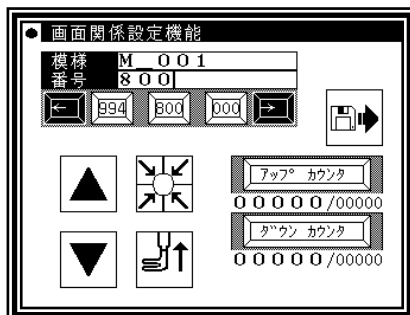 画面関係設定機能
模様 M_001
番号 800
← 994 800 000 →
アップ カウンタ
00000/00000
ダウン カウンタ
00000/00000